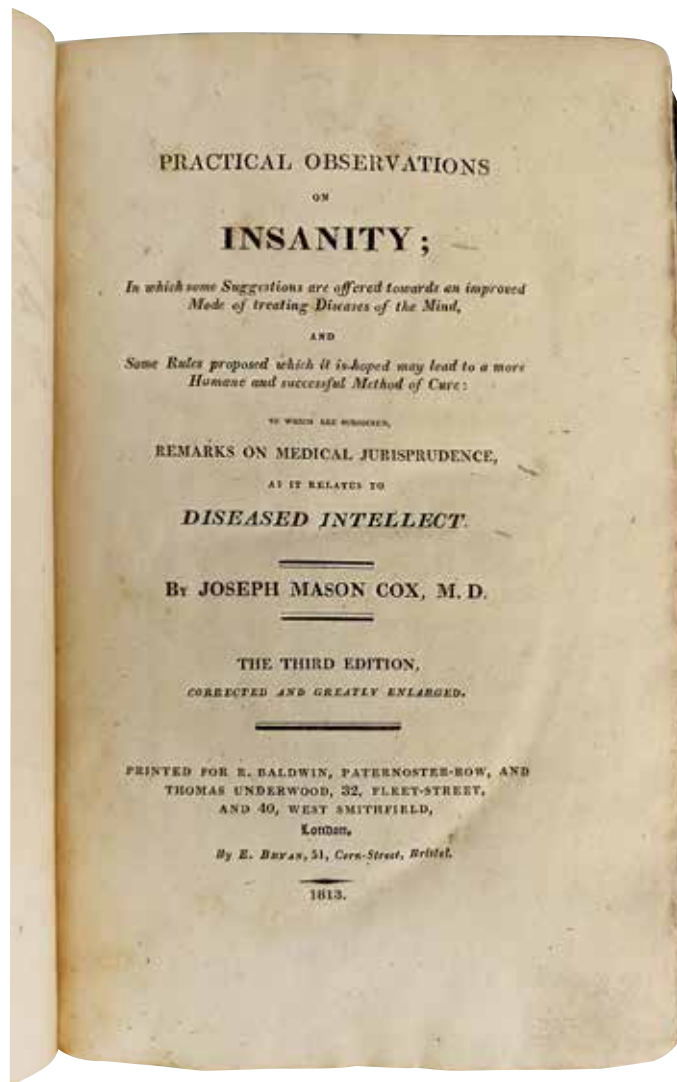 PRACTICAL OBSERVATIONS
ON
INSANITY;
In which some Suggestions are offered towards an improved
Mode of treating Diseases of the Mind,
AND
Some Rules proposed which it is hoped may lead to a more
Humane and successful Method of Cure:
TO WHICH ARE SUBJOINED,
REMARKS ON MEDICAL JURISPRUDENCE,
AS IT RELATES TO
DISEASED INTELLECT.
BY JOSEPH MASON COX, M. D.
THE THIRD EDITION,
CORRECTED AND GREATLY ENLARGED.
PRINTED FOR R. BALDWIN, PATERNOSTER-ROW, AND
THOMAS UNDERWOOD, 32, FLEET-STREET,
AND 40, WEST SMITHFIELD,
London,
By E. BRYAN, 51, Corn-Street, Bristol.
1813.